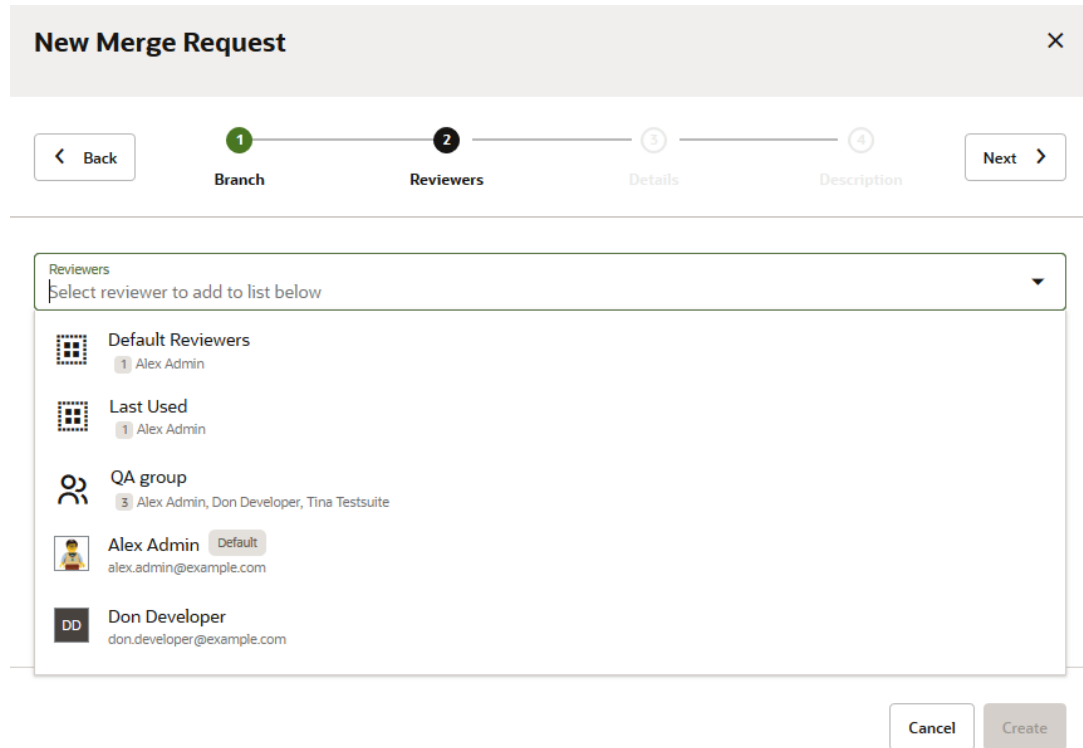 New Merge Request
Back
1
2
3
4
Next
Branch
Reviewers
Details
Description
Reviewers
Select reviewer to add to list below
Default Reviewers
1 Alex Admin
Last Used
1 Alex Admin
QA group
3 Alex Admin, Don Developer, Tina Testsuite
Alex Admin Default
alex.admin@example.com
DD
Don Developer
don.developer@example.com
Cancel
Create